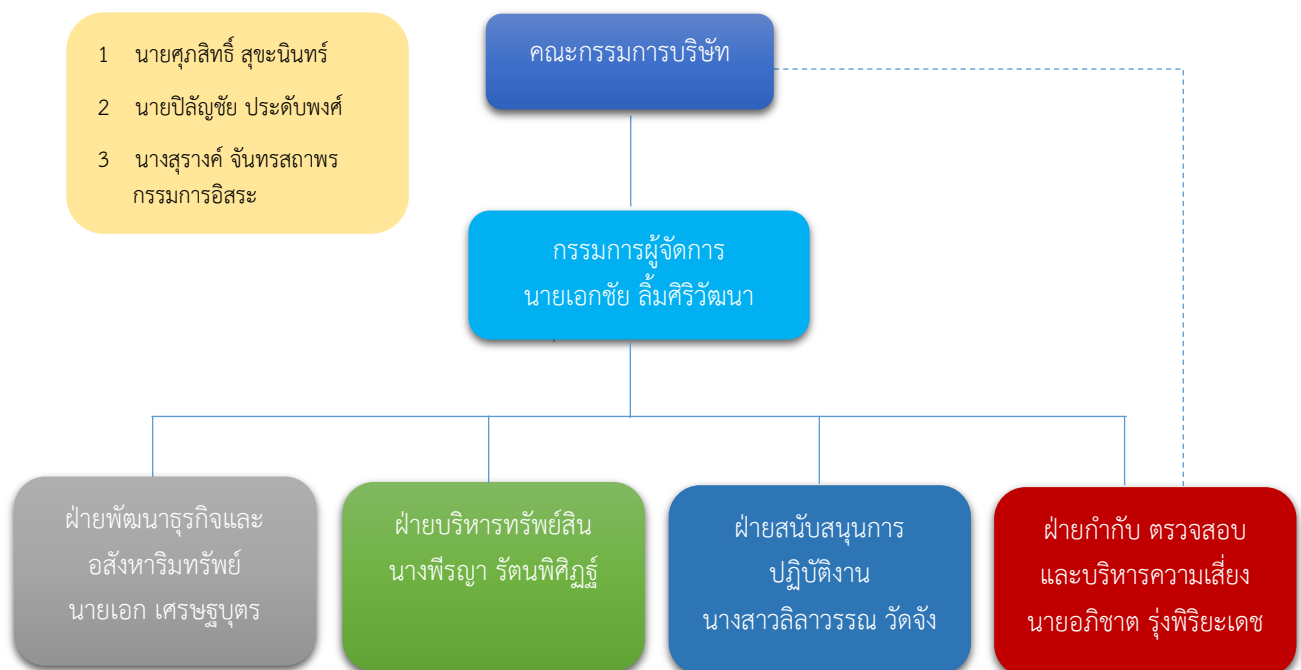 1 นายศุภสิทธิ์ สุขะนินทร์
2 นายปิลัญชัย ประดับพงศ์
3 นางสุรางค์ จันทรสถาพร
กรรมการอิสระ
คณะกรรมการบริษัท
กรรมการผู้จัดการ
นายเอกชัย ลิ้มศิริวัฒนา
ฝ่ายพัฒนาธุรกิจและ
อสังหาริมทรัพย์
นายเอก เศรษฐบุตร
ฝ่ายบริหารทรัพย์สิน
นางพีรญา รัตนพิศิฏฐ์
ฝ่ายสนับสนุนการ
ปฏิบัติงาน
นางสาวลิลาวรรณ วัดจัง
ฝ่ายกำกับ ตรวจสอบ
และบริหารความเสี่ยง
นายอภิชาต รุ่งพิริยะเดช